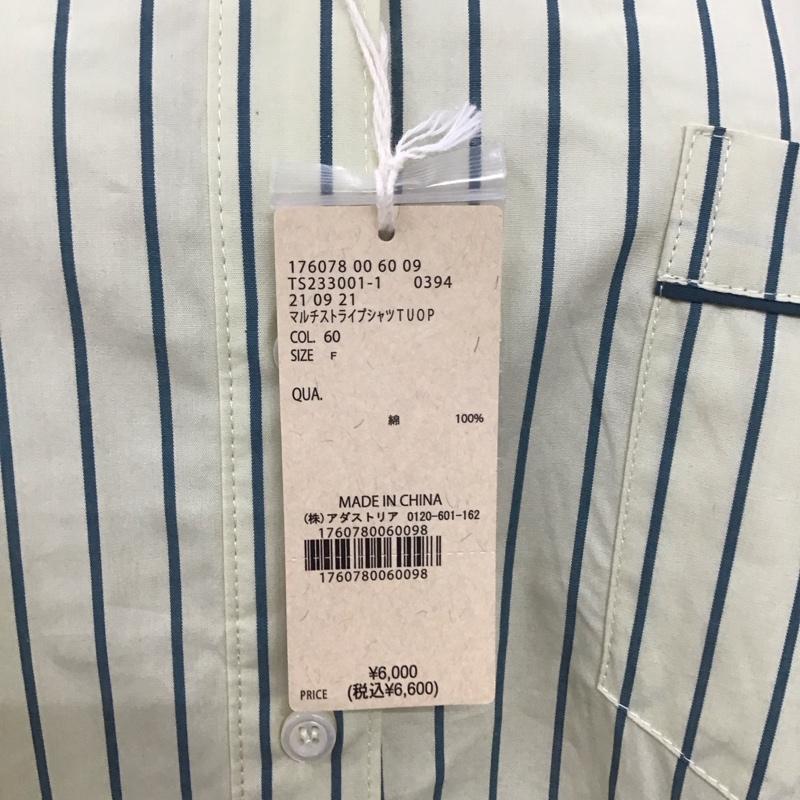 176078 00 60 09
TS233001-1 0394
21 09 21
マルチストライプシャツTUOP
COL. 60
SIZE F
QUA.
綿 100%
MADE IN CHINA
(株)アダストリア 0120-601-162
1760780060098
1760780060098
¥6,000
PRICE (税込¥6,600)